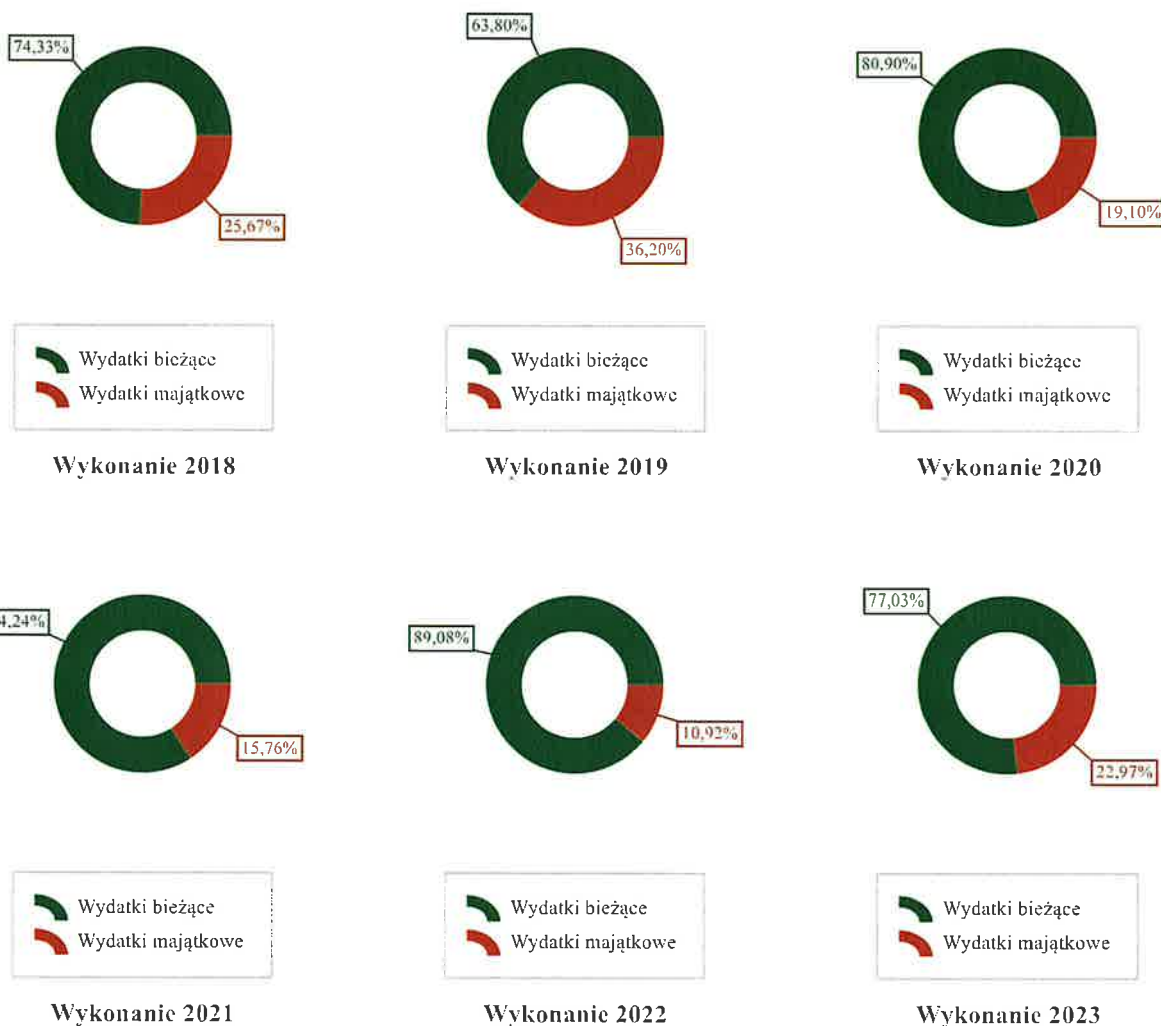 74,33%
25,67%
Wydatki bieżące
Wydatki majątkowe
Wykonanie 2018
63,80%
36,20%
Wydatki bieżące
Wydatki majątkowe
Wykonanie 2019
80,90%
19,10%
Wydatki bieżące
Wydatki majątkowe
Wykonanie 2020
4,24%
15,76%
Wydatki bieżące
Wydatki majątkowe
Wykonanie 2021
89,08%
10,92%
Wydatki bieżące
Wydatki majątkowe
Wykonanie 2022
77,03%
22,97%
Wydatki bieżące
Wydatki majątkowe
Wykonanie 2023